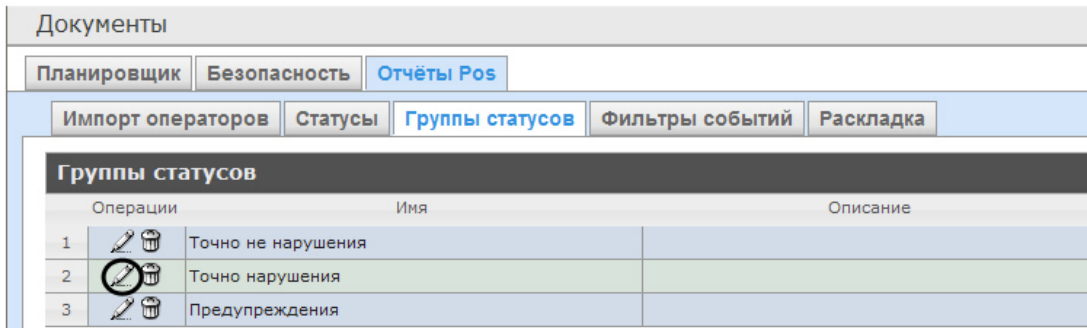 Документы
Планировщик Безопасность Отчёты Pos
Импорт операторов Статусы Группы статусов Фильтры событий Раскладка
Группы статусов
Операции Имя Описание
1 Точно не нарушения
2 Точно нарушения
3 Предупреждения